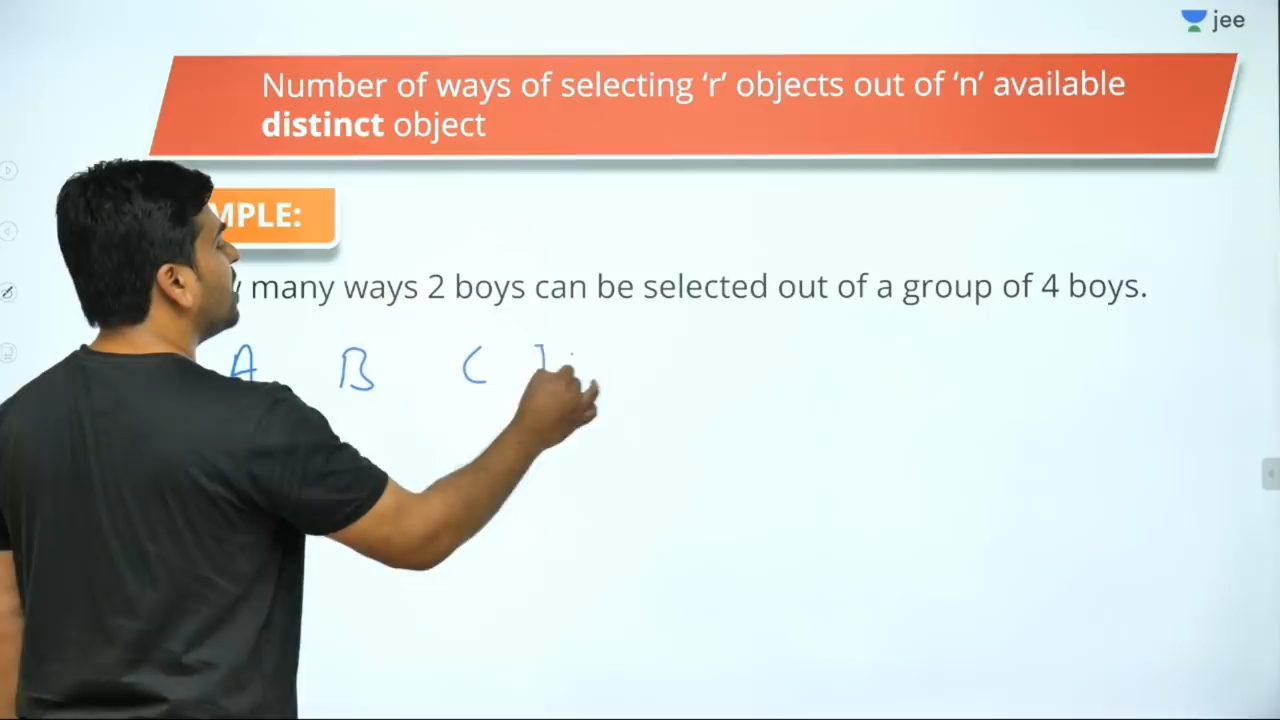 jee
Number of ways of selecting ‘r’ objects out of ‘n’ available
distinct object
MPLE:
many ways 2 boys can be selected out of a group of 4 boys.
A B C